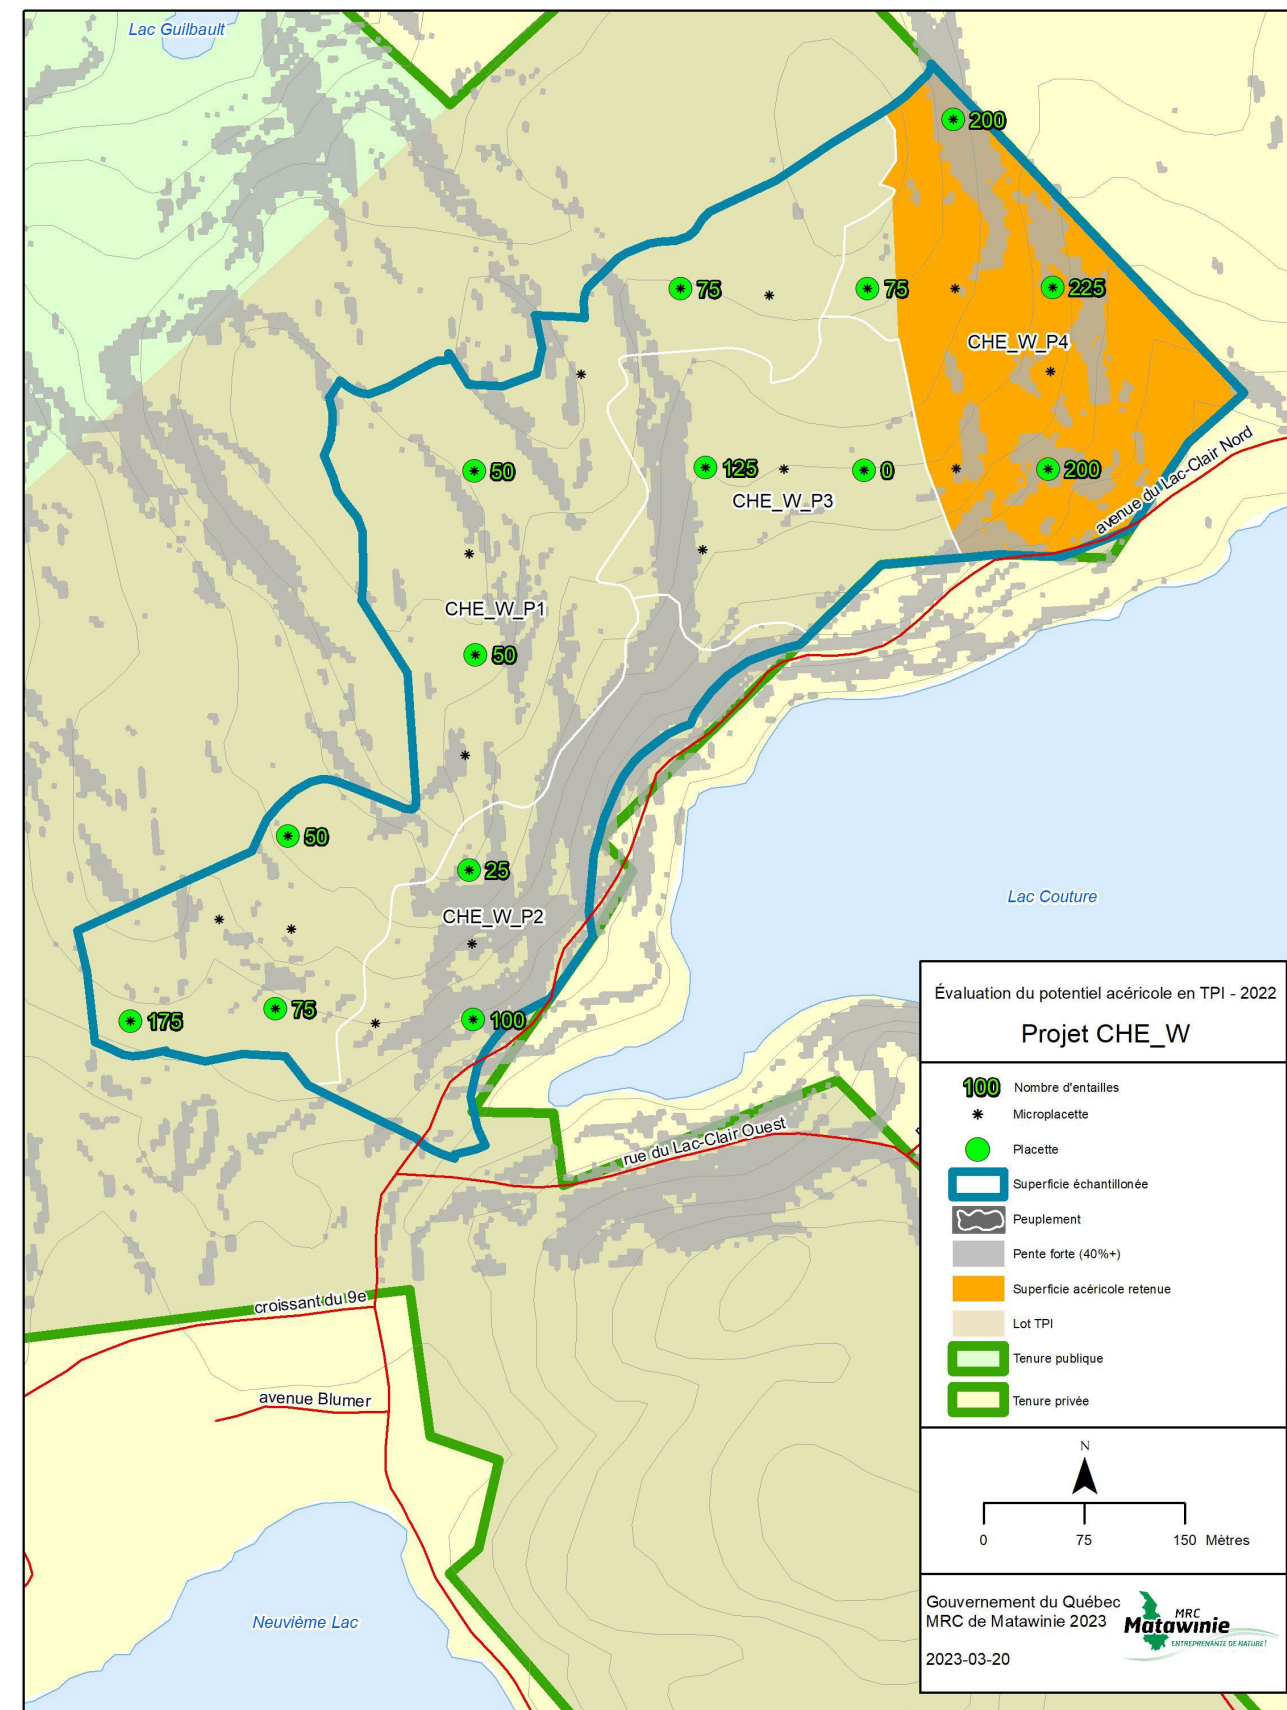 Lac Guilbault
200
75
75
225
CHE_W_P4
50
125
0
200
CHE_W_P3
avenue du Lac-Clair Nord
CHE_W_P1
50
50
25
CHE_W_P2
Lac Couture
175
75
100
rue du Lac-Clair Ouest
croissant du 9e
avenue Blumer
Neuvième Lac
Évaluation du potentiel acéricole en TPI - 2022
Projet CHE_W
100 Nombre d'entailles
Microplacette
Placette
Superficie échantillonée
Peuplement
Pente forte (40%+)
Superficie acéricole retenue
Lot TPI
Tenure publique
Tenure privée
N
0 75 150 Mètres
Gouvernement du Québec
MRC de Matawinie 2023
2023-03-20
MRC
Matawinie
ENTREPRENANTE DE NATURE!